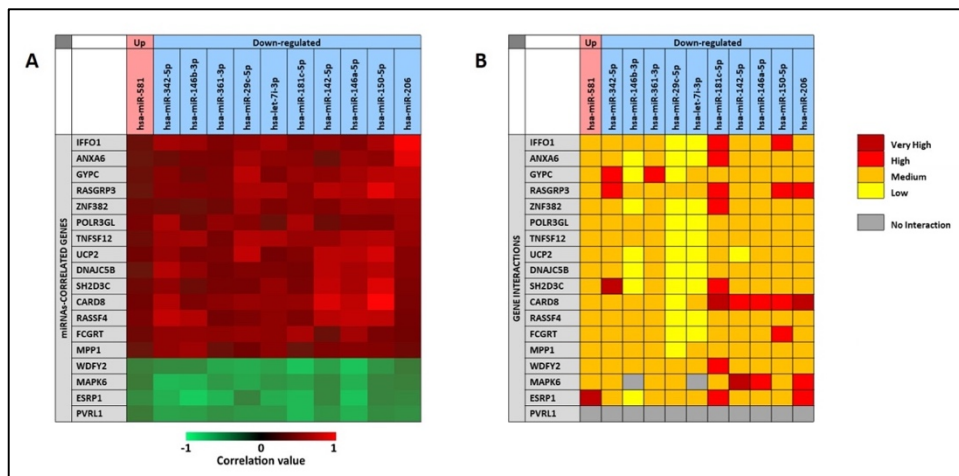 A
Up
Down-regulated
hsa-miR-581
hsa-miR-342-5p
hsa-miR-146b-3p
hsa-miR-361-3p
hsa-miR-29c-5p
hsa-let-7i-3p
hsa-miR-181c-5p
hsa-miR-142-5p
hsa-miR-146a-5p
hsa-miR-150-5p
hsa-miR-206
miRNAs-CORRELATED GENES
IFFO1
ANXA6
GYPC
RASGRP3
ZNF382
POLR3GL
TNFSF12
UCP2
DNAJC5B
SH2D3C
CARD8
RASSF4
FCGRT
MPP1
WDFY2
MAPK6
ESRP1
PVRL1
-1
0
1
Correlation value
B
Up
Down-regulated
hsa-miR-581
hsa-miR-342-5p
hsa-miR-146b-3p
hsa-miR-361-3p
hsa-miR-29c-5p
hsa-let-7i-3p
hsa-miR-181c-5p
hsa-miR-142-5p
hsa-miR-146a-5p
hsa-miR-150-5p
hsa-miR-206
GENE INTERACTIONS
IFFO1
ANXA6
GYPC
RASGRP3
ZNF382
POLR3GL
TNFSF12
UCP2
DNAJC5B
SH2D3C
CARD8
RASSF4
FCGRT
MPP1
WDFY2
MAPK6
ESRP1
PVRL1
Very High
High
Medium
Low
No Interaction